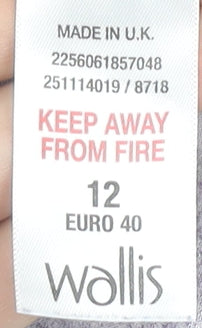 MADE IN U.K.
2256061857048
251114019 / 8718
KEEP AWAY
FROM FIRE
12
EURO 40
wallis